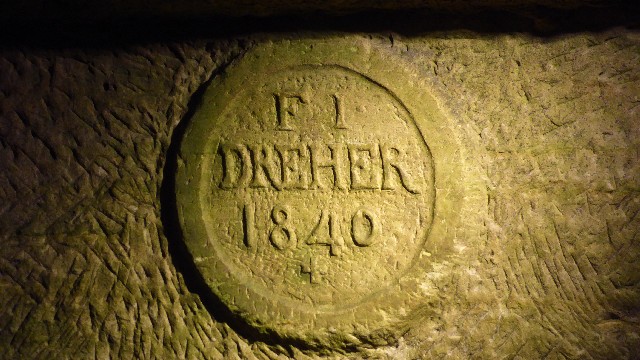 F I
DREHER
1840
+